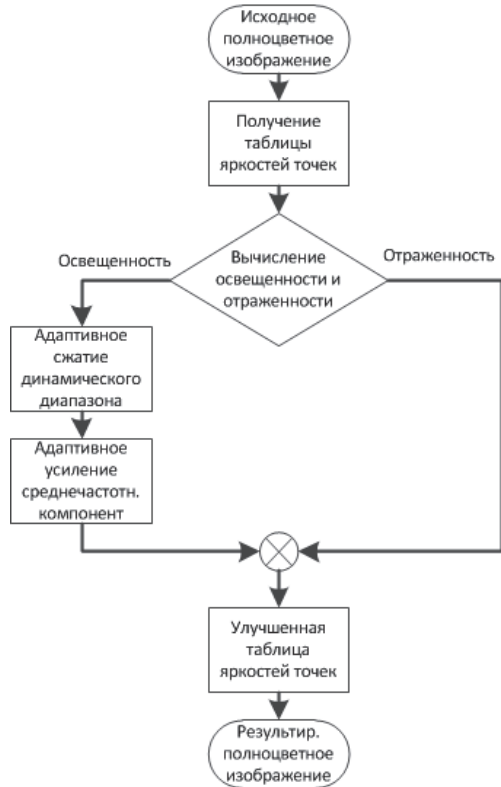 Исходное
полноцветное
изображение
Получение
таблицы
яркостей точек
Освещенность
Вычисление
освещенности и
отраженности
Отраженность
Адаптивное
сжатие
динамического
диапазона
Адаптивное
усиление
среднечастотн.
компонент
Улучшенная
таблица
яркостей точек
Результир.
полноцветное
изображение